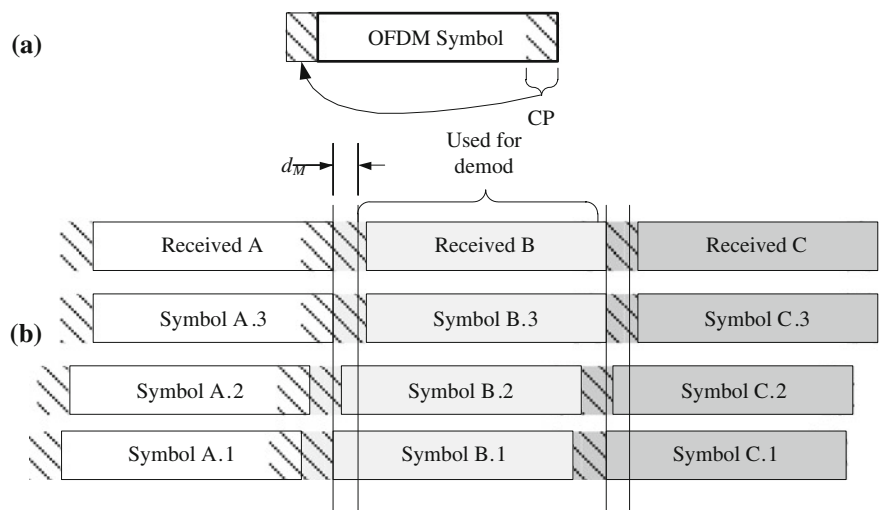 (a)
OFDM Symbol
CP
Used for
demod
d_M
Received A
Received B
Received C
(b)
Symbol A.3
Symbol B.3
Symbol C.3
Symbol A.2
Symbol B.2
Symbol C.2
Symbol A.1
Symbol B.1
Symbol C.1